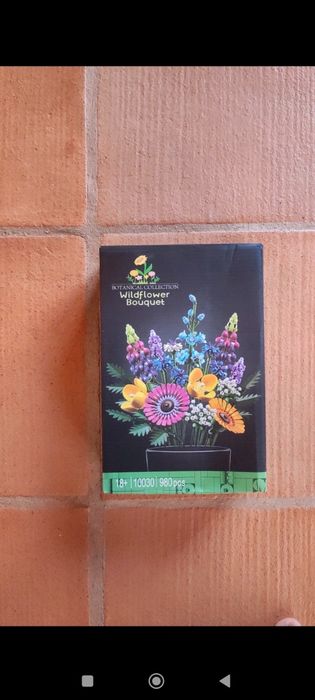 BOTANICAL COLLECTION
Wildflower
Bouquet
18+ | 10030 | 980pcs